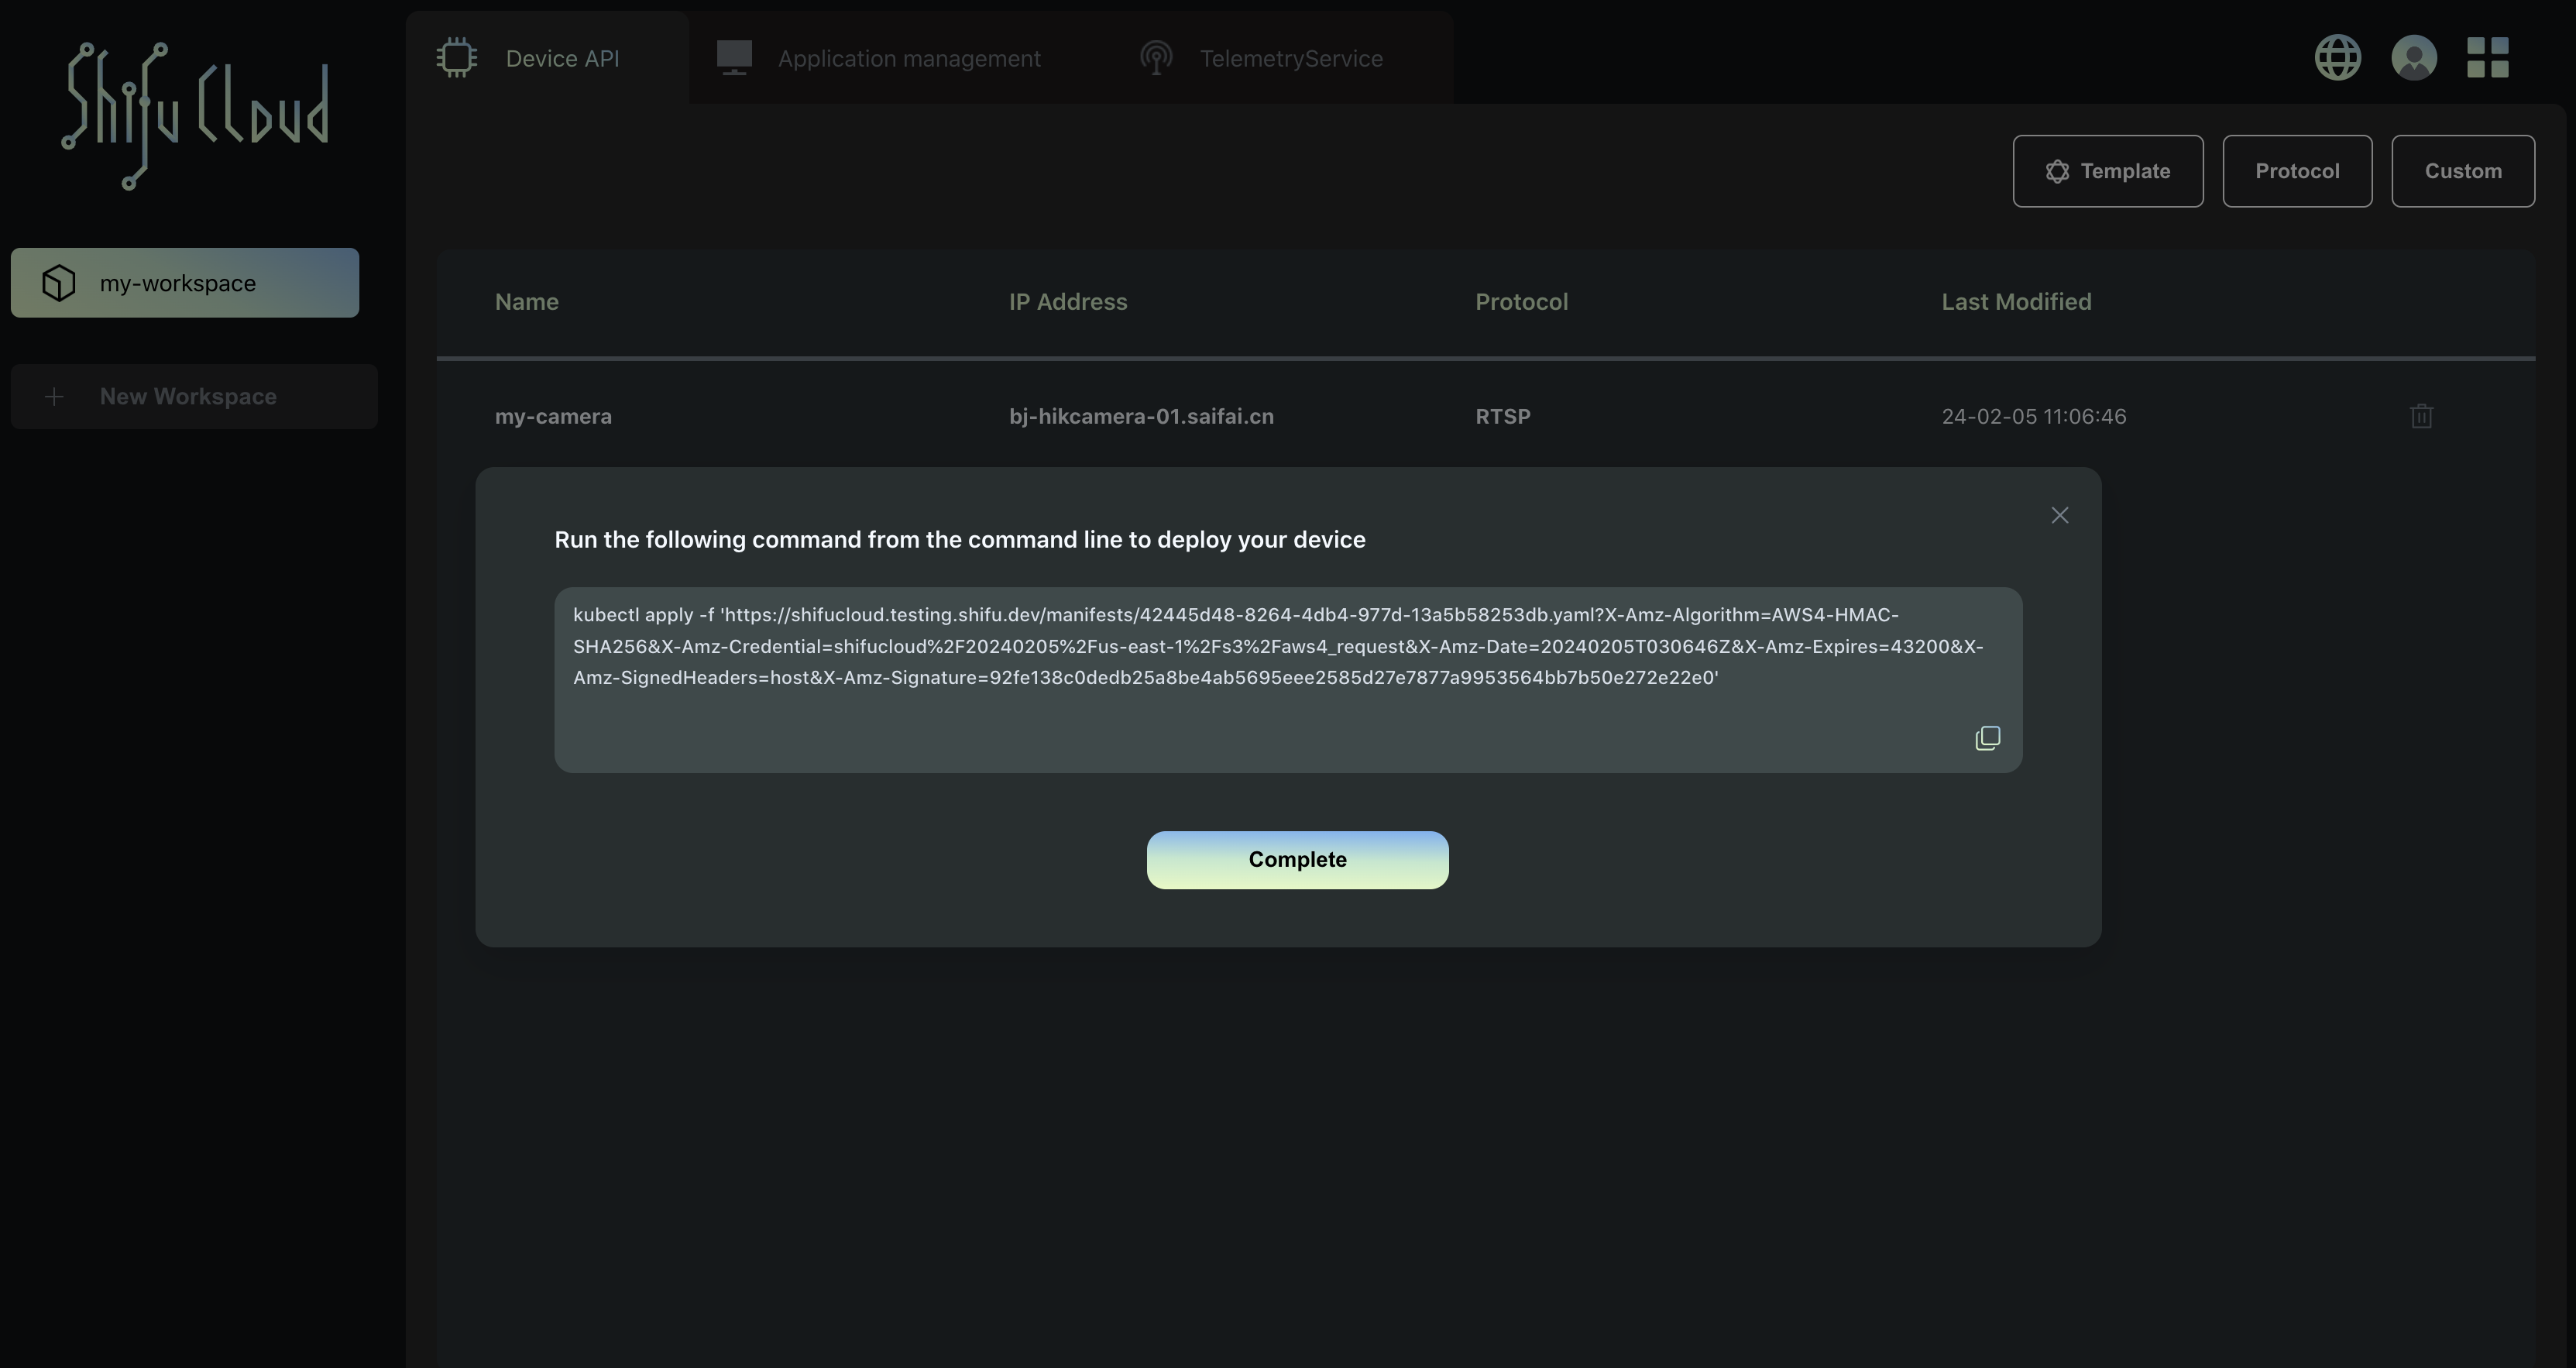 Shifu Cloud
Device API
Application management
TelemetryService
Template
Protocol
Custom
my-workspace
New Workspace
Name
IP Address
Protocol
Last Modified
my-camera
bj-hikcamera-01.saifai.cn
RTSP
24-02-05 11:06:46
Run the following command from the command line to deploy your device
kubectl apply -f 'https://shifucloud.testing.shifu.dev/manifests/42445d48-8264-4db4-977d-13a5b58253db.yaml?X-Amz-Algorithm=AWS4-HMAC-
SHA256&X-Amz-Credential=shifucloud%2F20240205%2Fus-east-1%2Fs3%2Faws4_request&X-Amz-Date=20240205T030646Z&X-Amz-Expires=43200&X-
Amz-SignedHeaders=host&X-Amz-Signature=92fe138c0dedb25a8be4ab5695eee2585d27e7877a9953564bb7b50e272e22e0'
Complete